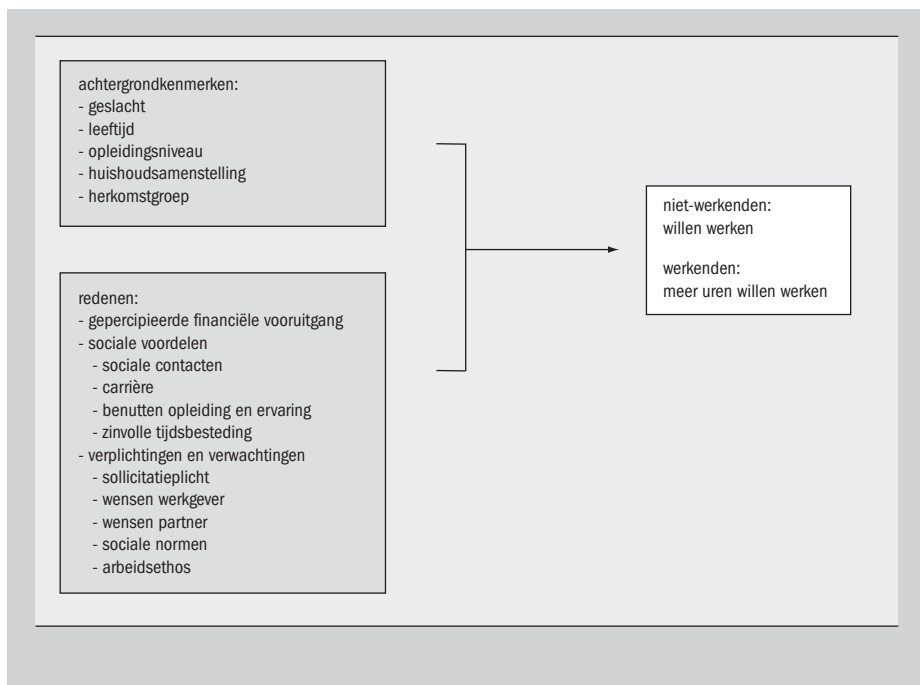 achtergrondkenmerken:
- geslacht
- leeftijd
- opleidingsniveau
- huishoudsamenstelling
- herkomstgroep
redenen:
- gepercipieerde financiële vooruitgang
- sociale voordelen
- sociale contacten
- carrière
- benutten opleiding en ervaring
- zinvolle tijdsbesteding
- verplichtingen en verwachtingen
- sollicitatieplicht
- wensen werkgever
- wensen partner
- sociale normen
- arbeidsethos
niet-werkenden:
willen werken
werkenden:
meer uren willen werken